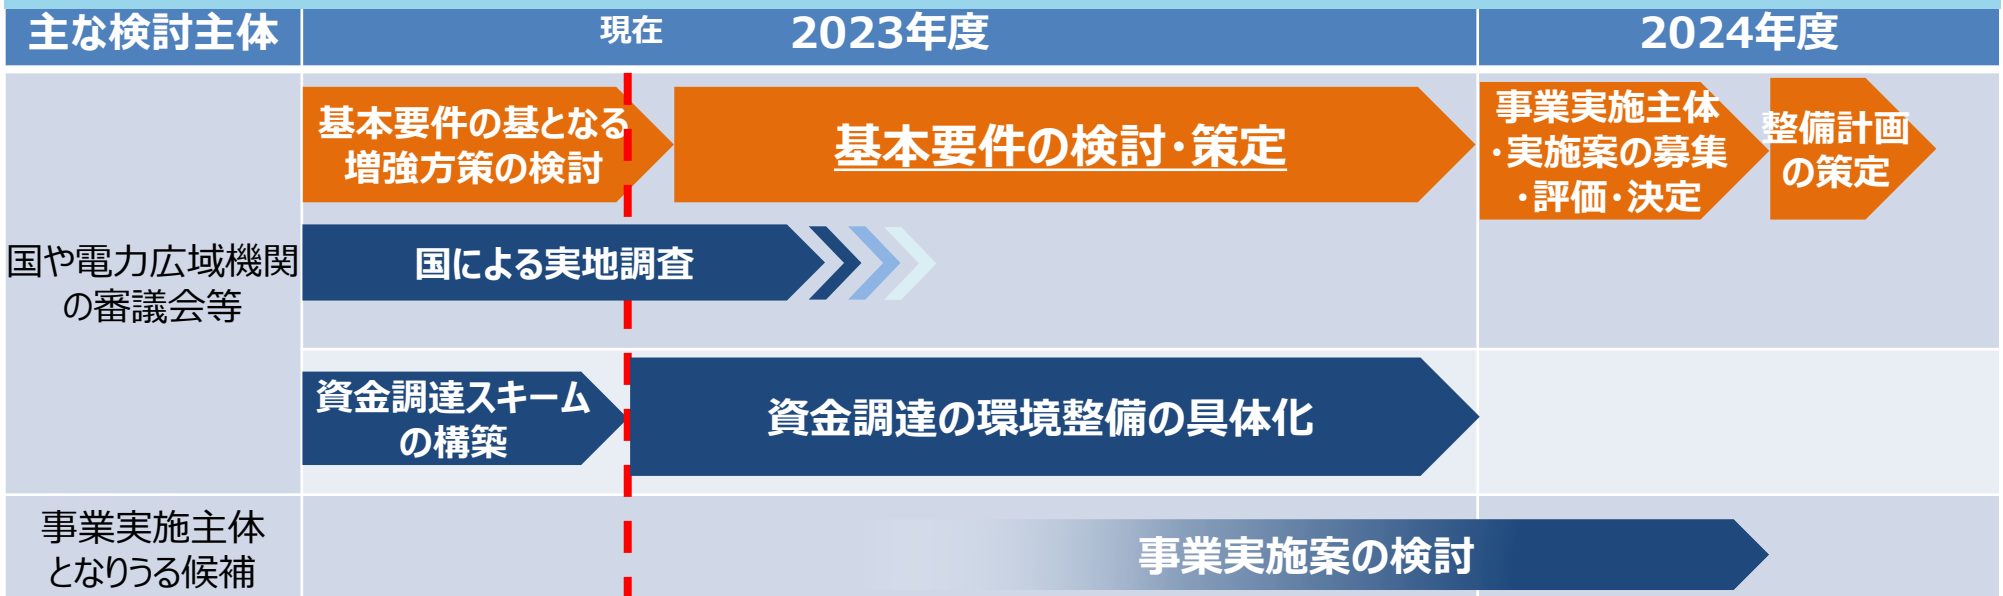 主な検討主体
現在
2023年度
2024年度
国や電力広域機関
の審議会等
基本要件の基となる
増強方策の検討
基本要件の検討・策定
事業実施主体
・実施案の募集
・評価・決定
整備計画
の策定
国による実地調査
資金調達スキーム
の構築
資金調達の環境整備の具体化
事業実施主体
となりうる候補
事業実施案の検討